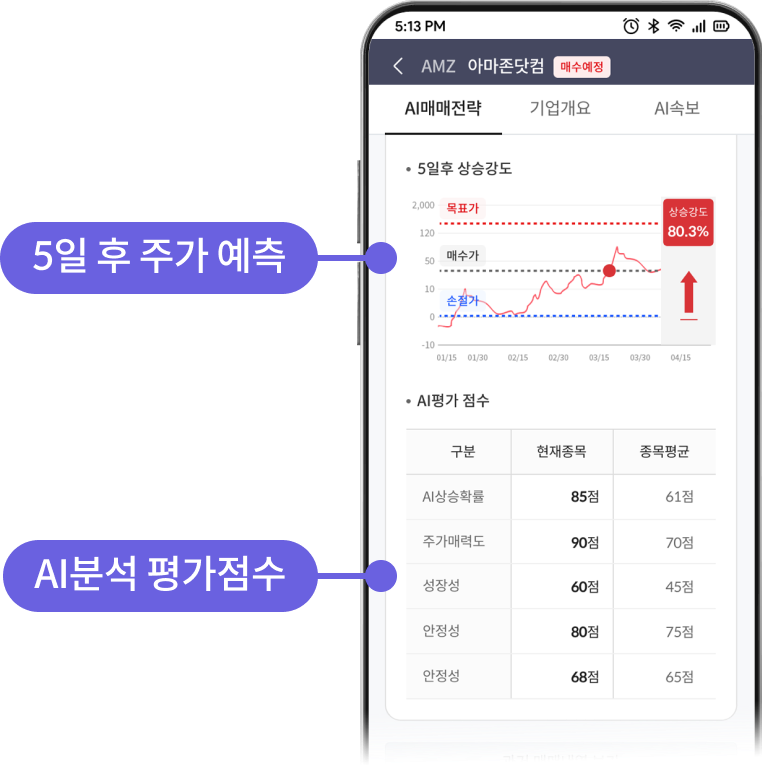 5:13 PM
AMZ 아마존닷컴 매수예정
AI매매전략 기업개요 AI속보
• 5일후 상승강도
2,000
120
50
10
0
-10
목표가
매수가
손절가
상승강도
80.3%
01/15 01/30 02/15 02/30 03/15 03/30 04/15
5일 후 주가 예측
• AI평가 점수
구분 현재종목 종목평균
AI상승확률 85점 61점
주가매력도 90점 70점
성장성 60점 45점
안정성 80점 75점
안정성 68점 65점
AI분석 평가점수